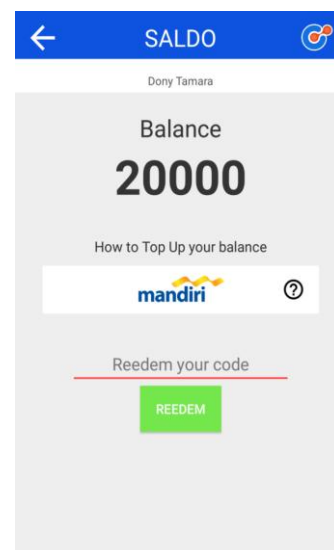 SALDO
Dony Tamara
Balance
20000
How to Top Up your balance
mandiri
?
Reedem your code
REEDEM